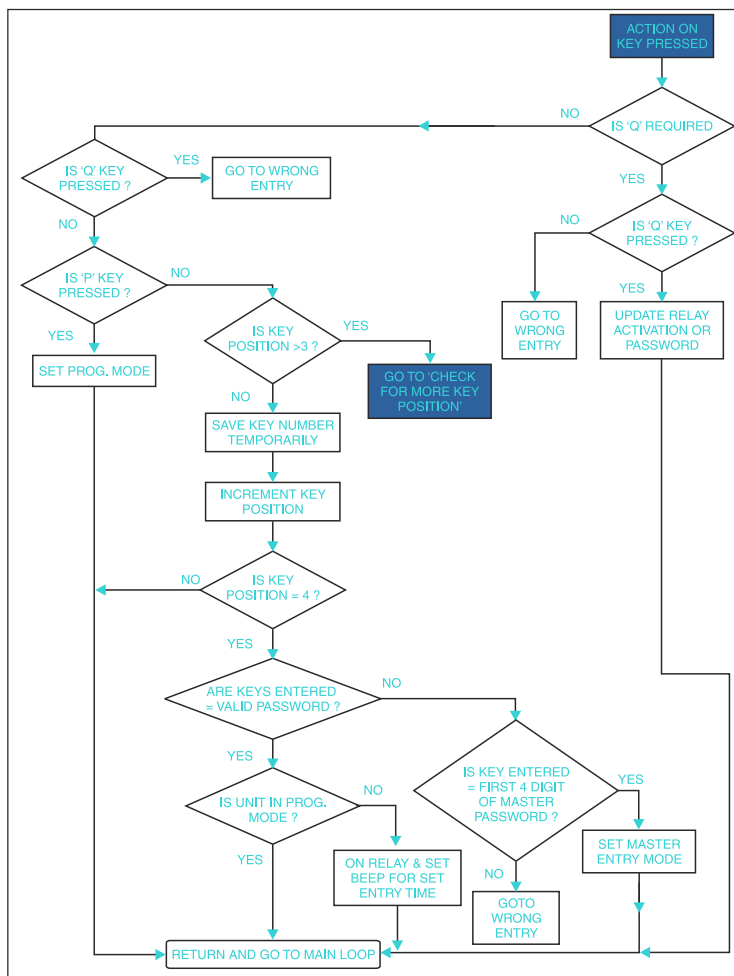 ACTION ON
KEY PRESSED
NO
IS ‘Q’ REQUIRED
YES
IS ‘Q’ KEY
PRESSED ?
YES
GO TO WRONG
ENTRY
NO
IS ‘Q’ KEY
PRESSED ?
NO
YES
GO TO
WRONG
ENTRY
UPDATE RELAY
ACTIVATION OR
PASSWORD
IS ‘P’ KEY
PRESSED ?
NO
YES
SET PROG. MODE
IS KEY
POSITION >3 ?
YES
GO TO ‘CHECK
FOR MORE KEY
POSITION’
NO
SAVE KEY NUMBER
TEMPORARILY
INCREMENT KEY
POSITION
IS KEY
POSITION = 4 ?
NO
YES
ARE KEYS ENTERED
= VALID PASSWORD ?
NO
YES
IS UNIT IN PROG.
MODE ?
NO
YES
ON RELAY & SET
BEEP FOR SET
ENTRY TIME
IS KEY ENTERED
= FIRST 4 DIGIT
OF MASTER
PASSWORD ?
YES
SET MASTER
ENTRY MODE
NO
GOTO
WRONG
ENTRY
RETURN AND GO TO MAIN LOOP